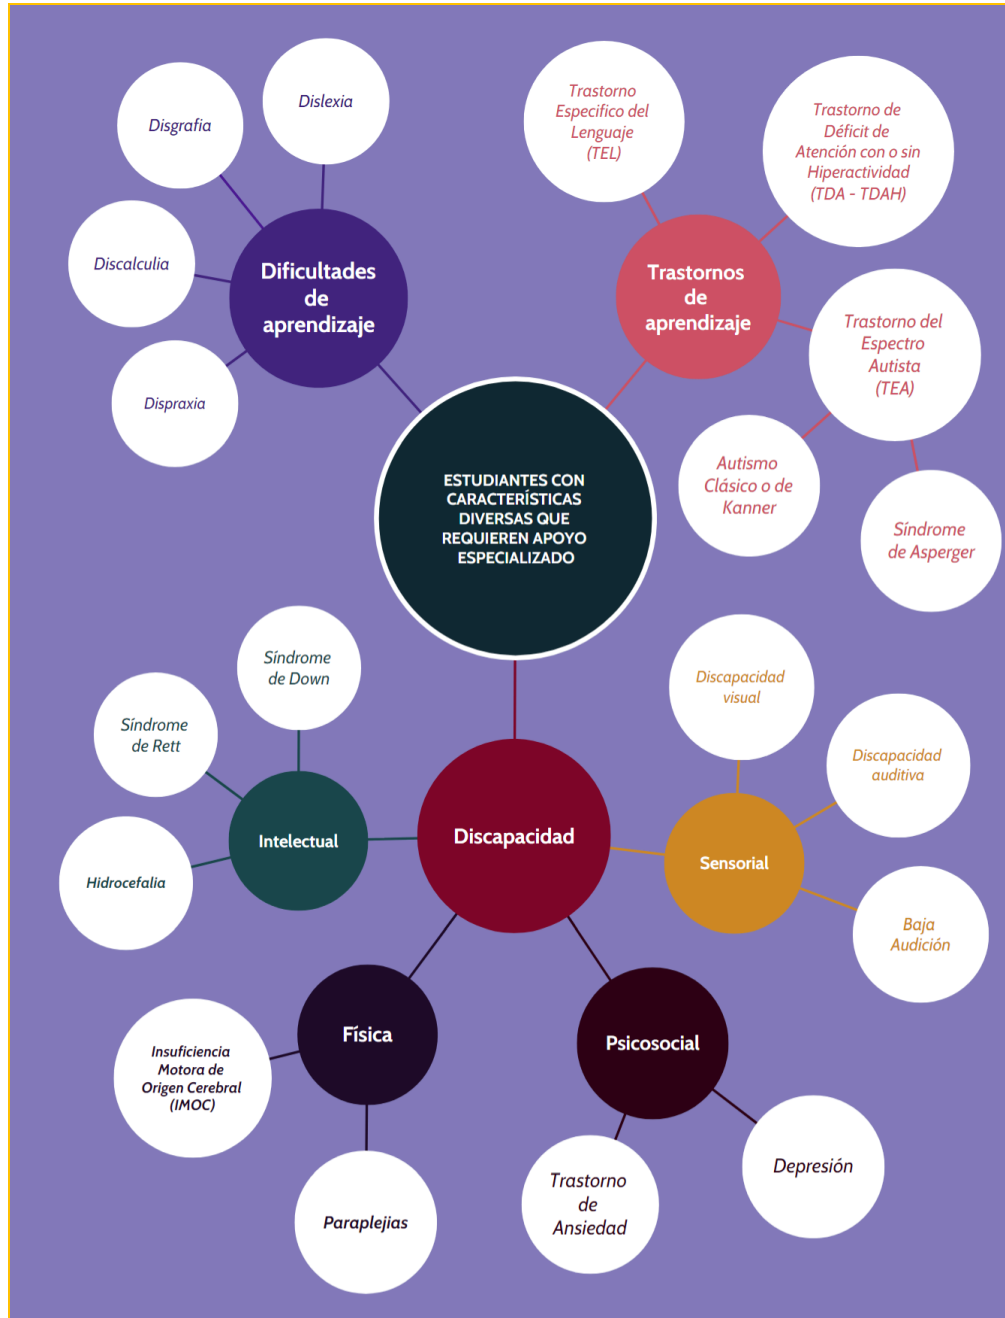 Dislexia
Disgrafia
Discalculia
Dispraxia
Dificultades
de
aprendizaje
Trastorno
Especifico del
Lenguaje
(TEL)
Trastorno de
Déficit de
Atención con o sin
Hiperactividad
(TDA - TDAH)
Trastornos
de
aprendizaje
Trastorno del
Espectro
Autista
(TEA)
Autismo
Clásico o de
Kanner
Síndrome
de Asperger
ESTUDIANTES CON
CARACTERÍSTICAS
DIVERSAS QUE
REQUIEREN APOYO
ESPECIALIZADO
Síndrome
de Down
Síndrome
de Rett
Hidrocefalia
Intelectual
Discapacidad
Discapacidad
visual
Discapacidad
auditiva
Sensorial
Baja
Audición
Física
Insuficiencia
Motora de
Origen Cerebral
(IMOC)
Paraplejias
Psicosocial
Trastorno
de
Ansiedad
Depresión